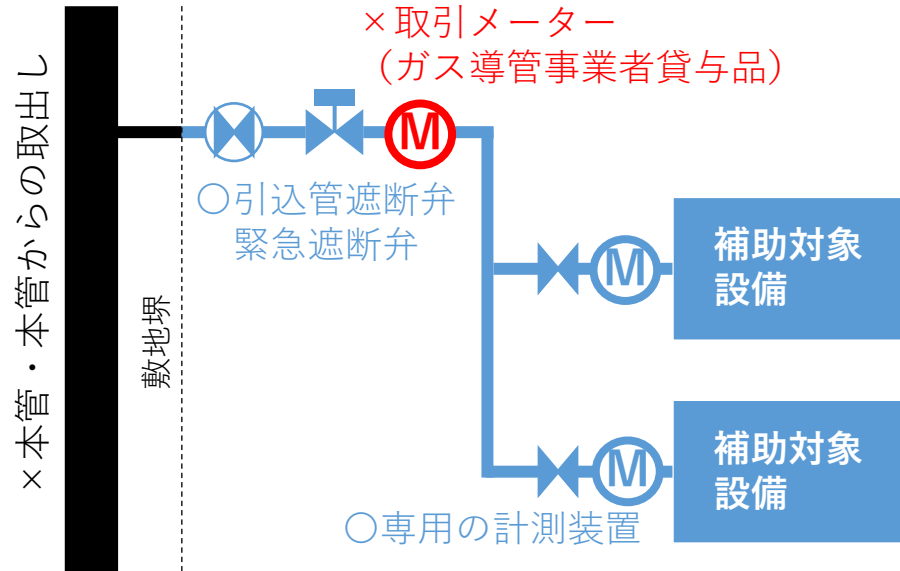 ×取引メーター
(ガス導管事業者貸与品)
×本管・本管からの取出し
M
〇引込管遮断弁
緊急遮断弁
敷地堺
M
補助対象
設備
M
補助対象
設備
〇専用の計測装置